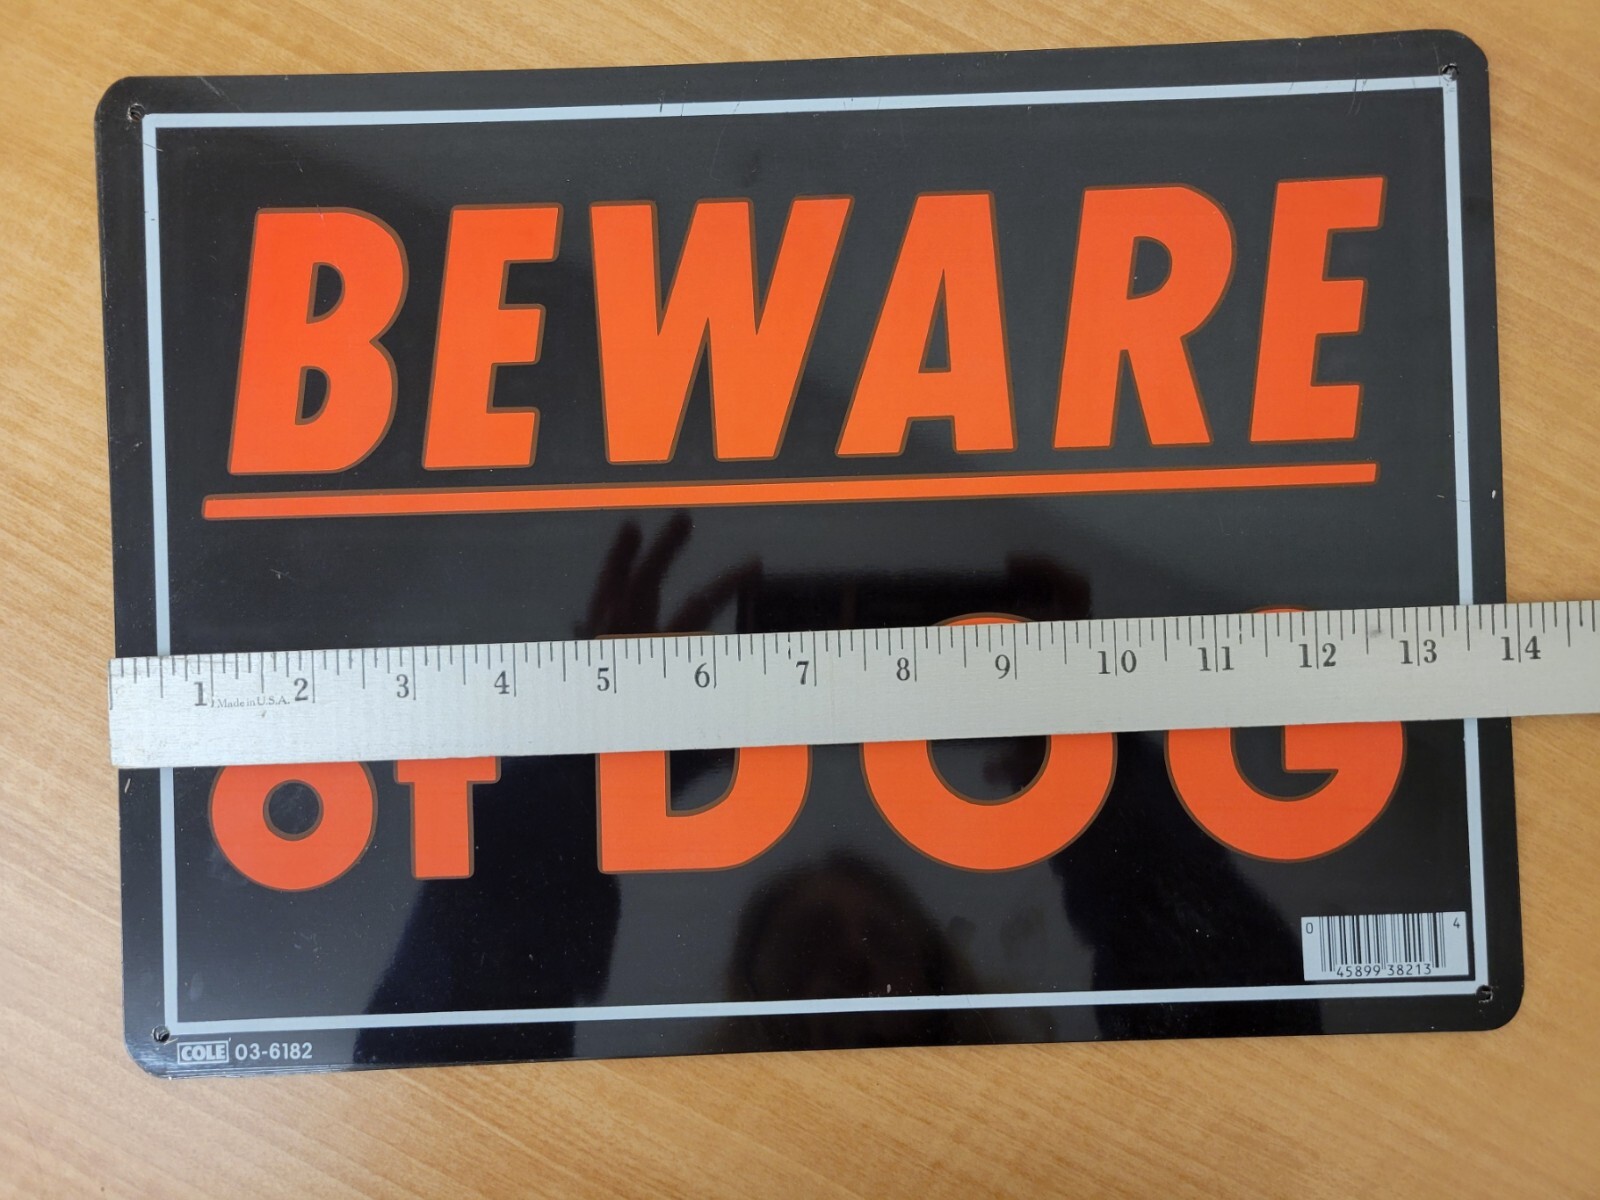 BEWARE
1 2 3 4 5 6 7 8 9 10 11 12 13 14
Made in U.S.A.
OF DOG
0 45899 38213 4
COLE 03-6182